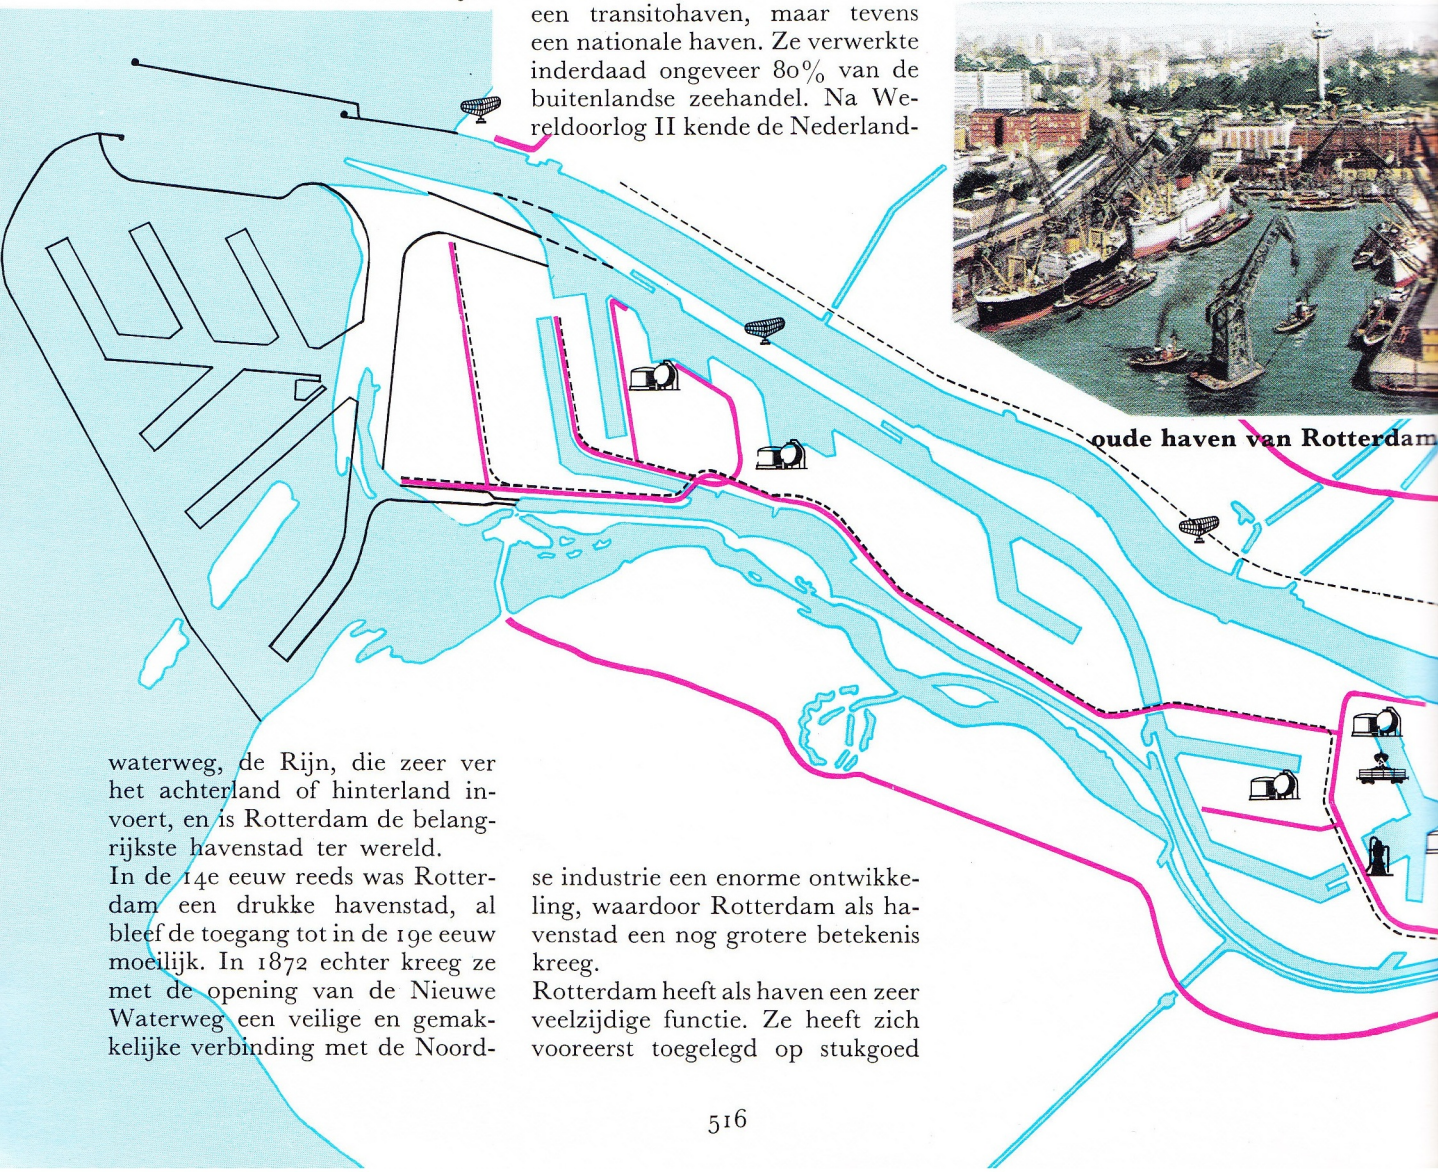 een transitohaven, maar tevens
een nationale haven. Ze verwerkte
inderdaad ongeveer 80% van de
buitenlandse zeehandel. Na We-
reldoorlog II kende de Nederland-
oude haven van Rotterdam
waterweg, de Rijn, die zeer ver
het achterland of hinterland in-
voert, en is Rotterdam de belang-
rijkste havenstad ter wereld.
In de 14e eeuw reeds was Rotter-
dam een drukke havenstad, al
bleef de toegang tot in de 19e eeuw
moeilijk. In 1872 echter kreeg ze
met de opening van de Nieuwe
Waterweg een veilige en gemak-
kelijke verbinding met de Noord-
se industrie een enorme ontwikke-
ling, waardoor Rotterdam als ha-
venstad een nog grotere betekenis
kreeg.
Rotterdam heeft als haven een zeer
veelzijdige functie. Ze heeft zich
vooreerst toegelegd op stukgoed
516